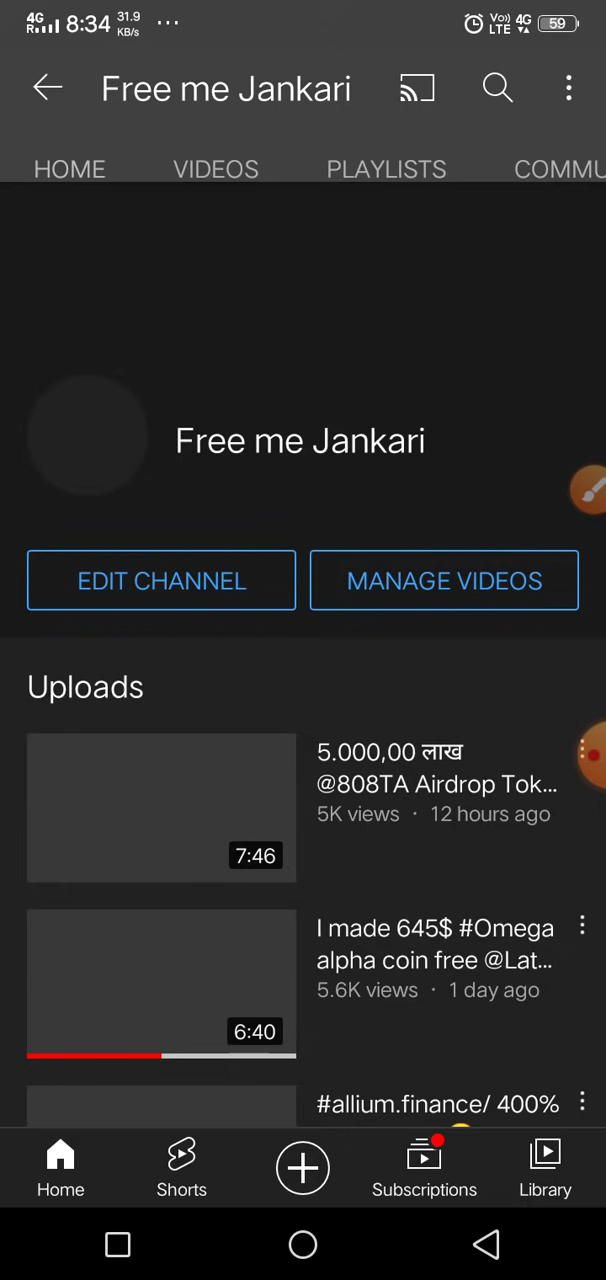 4G R 8:34 31.9 KB/s ... Vo) LTE 4G 59
Free me Jankari
HOME VIDEOS PLAYLISTS COMMU
Free me Jankari
EDIT CHANNEL MANAGE VIDEOS
Uploads
5.000,00 लाख
@808TA Airdrop Tok...
5K views · 12 hours ago
7:46
I made 645$ #Omega
alpha coin free @Lat...
5.6K views · 1 day ago
6:40
#allium.finance/ 400%
Home Shorts Subscriptions Library